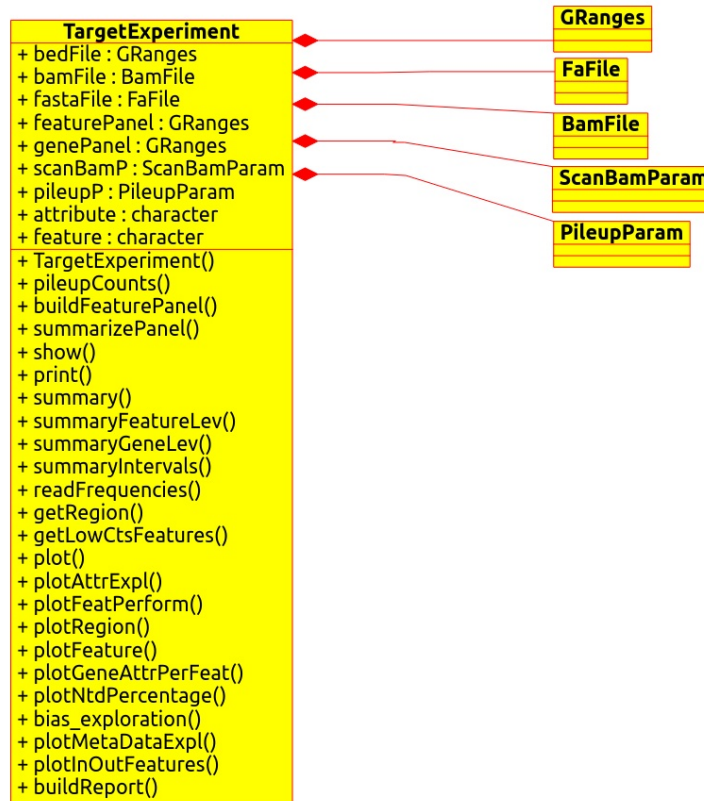 TargetExperiment
+ bedFile : GRanges
+ bamFile : BamFile
+ fastaFile : FaFile
+ featurePanel : GRanges
+ genePanel : GRanges
+ scanBamP : ScanBamParam
+ pileupP : PileupParam
+ attribute : character
+ feature : character
+ TargetExperiment()
+ pileupCounts()
+ buildFeaturePanel()
+ summarizePanel()
+ show()
+ print()
+ summary()
+ summaryFeatureLev()
+ summaryGeneLev()
+ summaryIntervals()
+ readFrequencies()
+ getRegion()
+ getLowCtsFeatures()
+ plot()
+ plotAttrExpl()
+ plotFeatPerform()
+ plotRegion()
+ plotFeature()
+ plotGeneAttrPerFeat()
+ plotNtdPercentage()
+ bias_exploration()
+ plotMetaDataExpl()
+ plotInOutFeatures()
+ buildReport()
GRanges
FaFile
BamFile
ScanBamParam
PileupParam